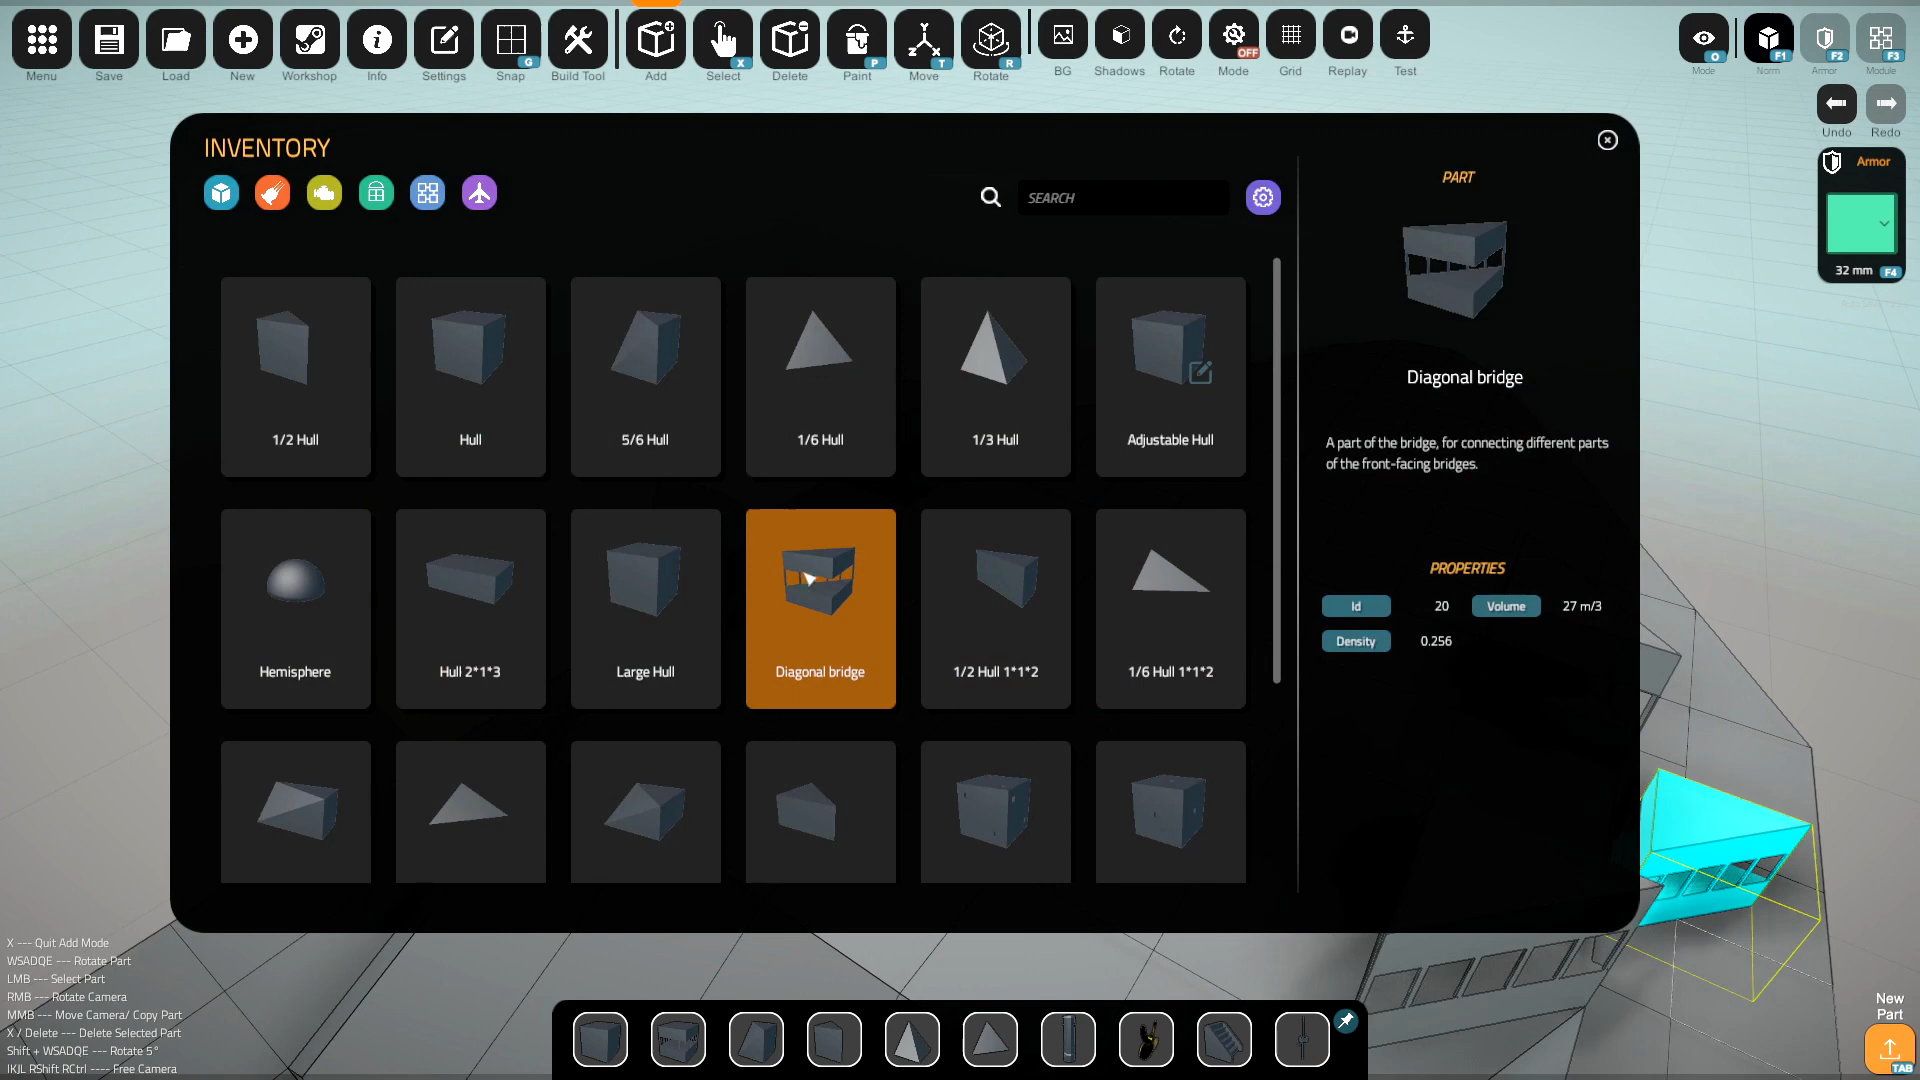 Menu
Save
Load
New
Workshop
Info
Settings
Snap
G
Build Tool
Add
Select
X
Delete
Paint
P
Move
T
Rotate
R
BG
Shadows
Rotate
Mode
OFF
Grid
Replay
Test
Mode
O
Norm
F1
Armor
F2
Module
F3
Undo
Redo
Armor
32 mm
F4
INVENTORY
SEARCH
PART
1/2 Hull
Hull
5/6 Hull
1/6 Hull
1/3 Hull
Adjustable Hull
Hemisphere
Hull 2*1*3
Large Hull
Diagonal bridge
1/2 Hull 1*1*2
1/6 Hull 1*1*2
Diagonal bridge
A part of the bridge, for connecting different parts
of the front-facing bridges.
PROPERTIES
Id 20 Volume 27 m/3
Density 0.256
X --- Quit Add Mode
WSADQE --- Rotate Part
LMB --- Select Part
RMB --- Rotate Camera
MMB --- Move Camera/ Copy Part
X / Delete --- Delete Selected Part
Shift + WSADQE --- Rotate 5°
IKJL RShift RCtrl ---- Free Camera
New
Part
TAB